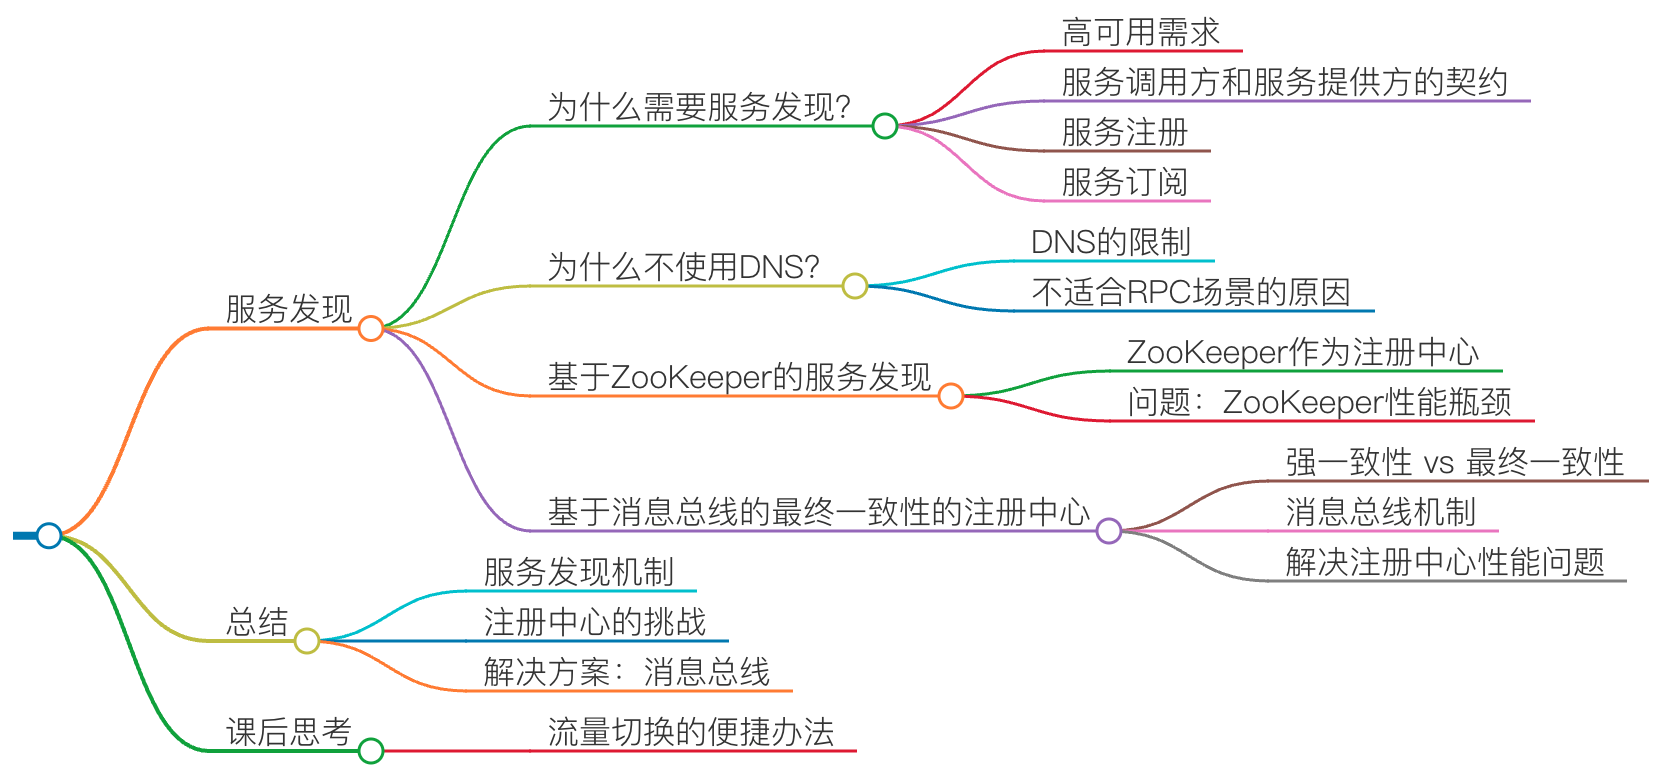 高可用需求
服务调用方和服务提供方的契约
为什么需要服务发现？
服务注册
服务订阅
DNS的限制
为什么不使用DNS？
不适合RPC场景的原因
服务发现
ZooKeeper作为注册中心
基于ZooKeeper的服务发现
问题：ZooKeeper性能瓶颈
强一致性 vs 最终一致性
基于消息总线的最终一致性的注册中心
消息总线机制
解决注册中心性能问题
服务发现机制
总结
注册中心的挑战
解决方案：消息总线
课后思考
流量切换的便捷办法